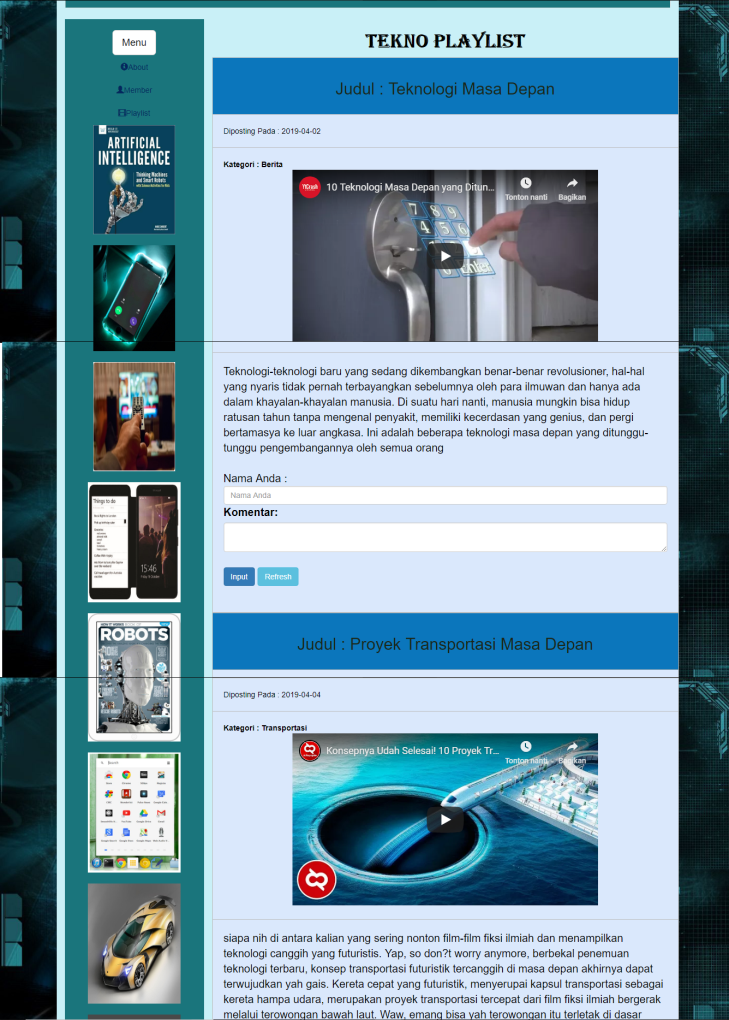 TEKNO PLAYLIST
Menu
About
Member
Playlist
ARTIFICIAL
INTELLIGENCE
Thinking Machines
and Smart Robots
Things to do
15:46
ROBOTS
Judul : Teknologi Masa Depan
Diposting Pada : 2019-04-02
Kategori : Berita
10 Teknologi Masa Depan yang Ditun...
Tonton nanti
Bagikan
7 8 9
4 5 6
Enter
Teknologi-teknologi baru yang sedang dikembangkan benar-benar revolusioner, hal-hal
yang nyaris tidak pernah terbayangkan sebelumnya oleh para ilmuwan dan hanya ada
dalam khayalan-khayalan manusia. Di suatu hari nanti, manusia mungkin bisa hidup
ratusan tahun tanpa mengenal penyakit, memiliki kecerdasan yang genius, dan pergi
bertamasya ke luar angkasa. Ini adalah beberapa teknologi masa depan yang ditunggu-
tunggu pengembangannya oleh semua orang
Nama Anda :
Nama Anda
Komentar:
Input
Refresh
Judul : Proyek Transportasi Masa Depan
Diposting Pada : 2019-04-04
Kategori : Transportasi
Konsepnya Udah Selesai! 10 Proyek Tr...
Tonton nanti
Bagikan
siapa nih di antara kalian yang sering nonton film-film fiksi ilmiah dan menampilkan
teknologi canggih yang futuristis. Yap, so don?t worry anymore, berbekal penemuan
teknologi terbaru, konsep transportasi futuristik tercanggih di masa depan akhirnya dapat
terwujudkan yah gais. Kereta cepat yang futuristik, menyerupai kapsul transportasi sebagai
kereta hampa udara, merupakan proyek transportasi tercepat dari film fiksi ilmiah bergerak
melalui terowongan bawah laut. Waw, emang bisa yah terowongan itu terletak di dasar